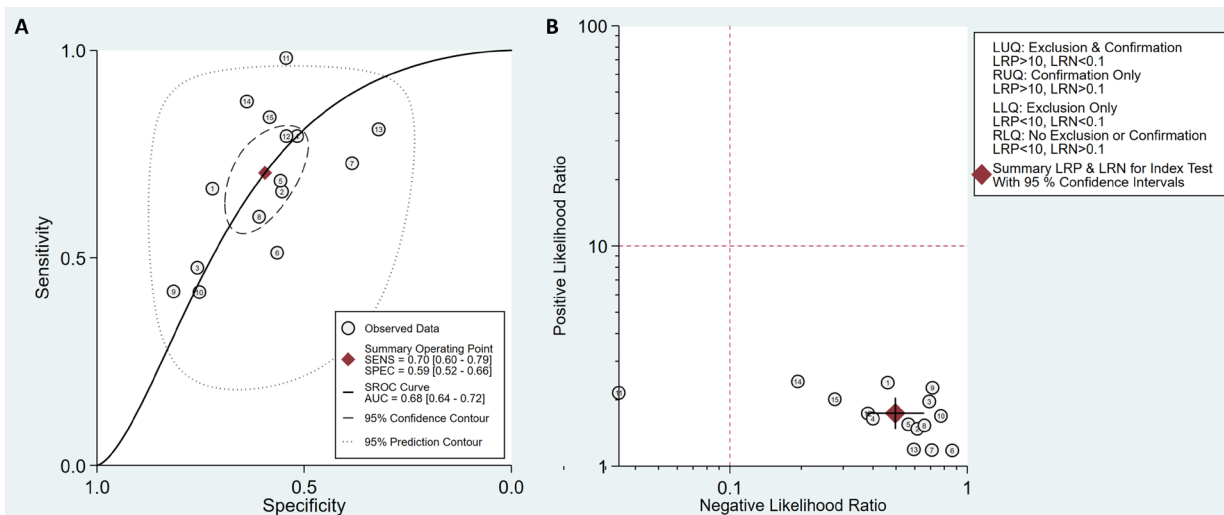 A
1.0
0.5
0.0
Sensitivity
1.0
0.5
0.0
Specificity
11
14
15
12
4
13
7
5
1
2
8
6
3
9
10
Observed Data
Summary Operating Point
SENS = 0.70 [0.60 - 0.79]
SPEC = 0.59 [0.52 - 0.66]
SROC Curve
AUC = 0.68 [0.64 - 0.72]
95% Confidence Contour
95% Prediction Contour
B
100
10
1
Positive Likelihood Ratio
0.1
1
Negative Likelihood Ratio
11
14
1
9
15
3
12
4
10
5
2
8
13
7
6
LUQ: Exclusion & Confirmation
LRP>10, LRN<0.1
RUQ: Confirmation Only
LRP>10, LRN>0.1
LLQ: Exclusion Only
LRP<10, LRN<0.1
RLQ: No Exclusion or Confirmation
LRP<10, LRN>0.1
Summary LRP & LRN for Index Test
With 95 % Confidence Intervals